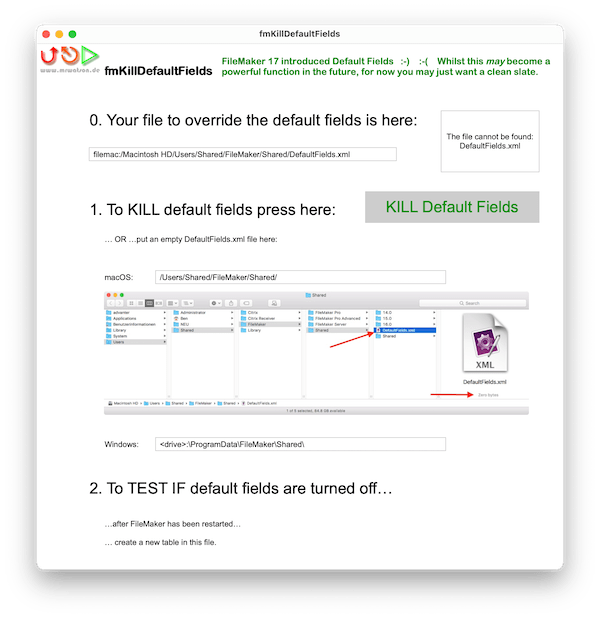 fmKillDefaultFields
www.mrwatson.de
fmKillDefaultFields
FileMaker 17 introduced Default Fields :-) :-( Whilst this may become a
powerful function in the future, for now you may just want a clean slate.
0. Your file to override the default fields is here:
The file cannot be found:
DefaultFields.xml
filemac:/Macintosh HD/Users/Shared/FileMaker/Shared/DefaultFields.xml
1. To KILL default fields press here:
KILL Default Fields
… OR …put an empty DefaultFields.xml file here:
macOS:
/Users/Shared/FileMaker/Shared/
Shared
Search
advanter
Applications
Benutzerinformationen
Library
System
Users
Administrator
Ben
NEU
Shared
Citrix
Citrix Receiver
FileMaker
Library
FileMaker Pro
FileMaker Pro Advanced
FileMaker Server
Shared
14.0
16.0
DefaultFields.xml
Shared
XML
DefaultFields.xml
Zero bytes
Macintosh HD Users Shared FileMaker Shared DefaultFields.xml
1 of 5 selected, 84.8 GB available
Windows:
<drive>:\ProgramData\FileMaker\Shared\
2. To TEST IF default fields are turned off…
…after FileMaker has been restarted…
… create a new table in this file.